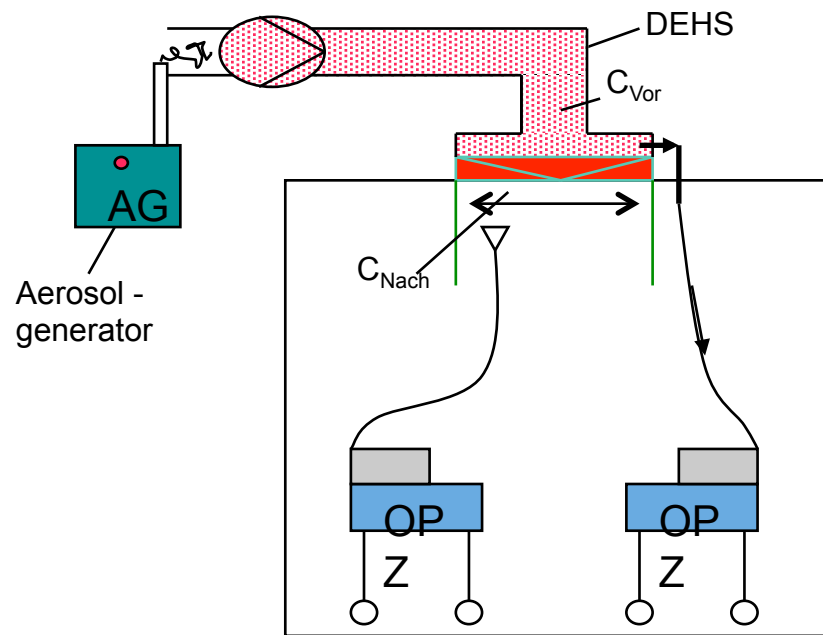 DEHS
CVor
AG
CNach
Aerosol -
generator
OP
Z
OP
Z